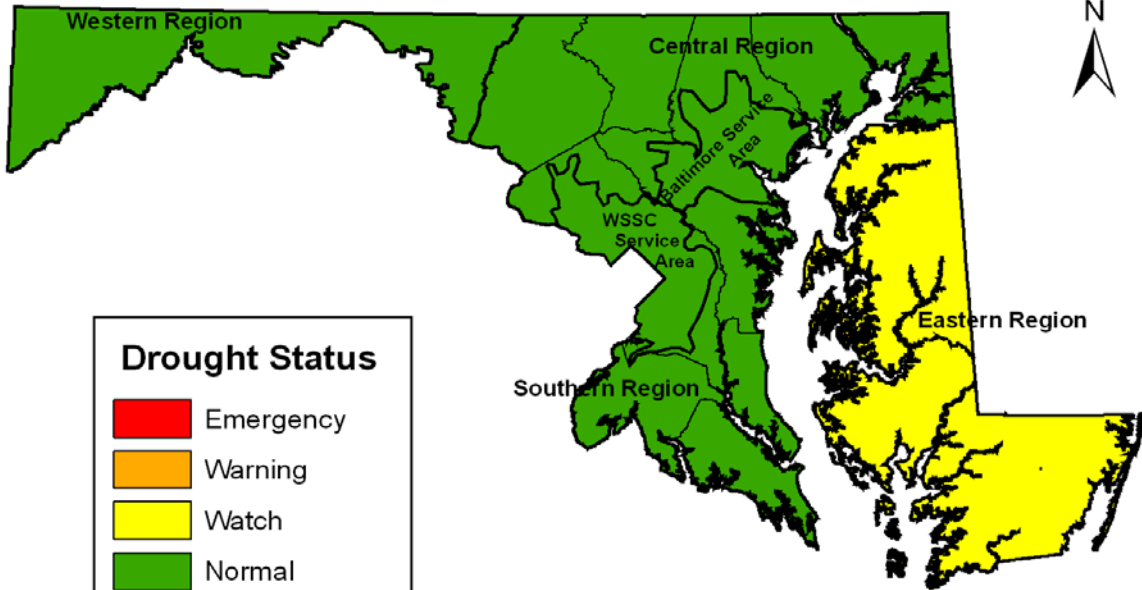 N
Western Region
Central Region
Baltimore Service
Area
WSSC
Service
Area
Eastern Region
Southern Region
Drought Status
Emergency
Warning
Watch
Normal